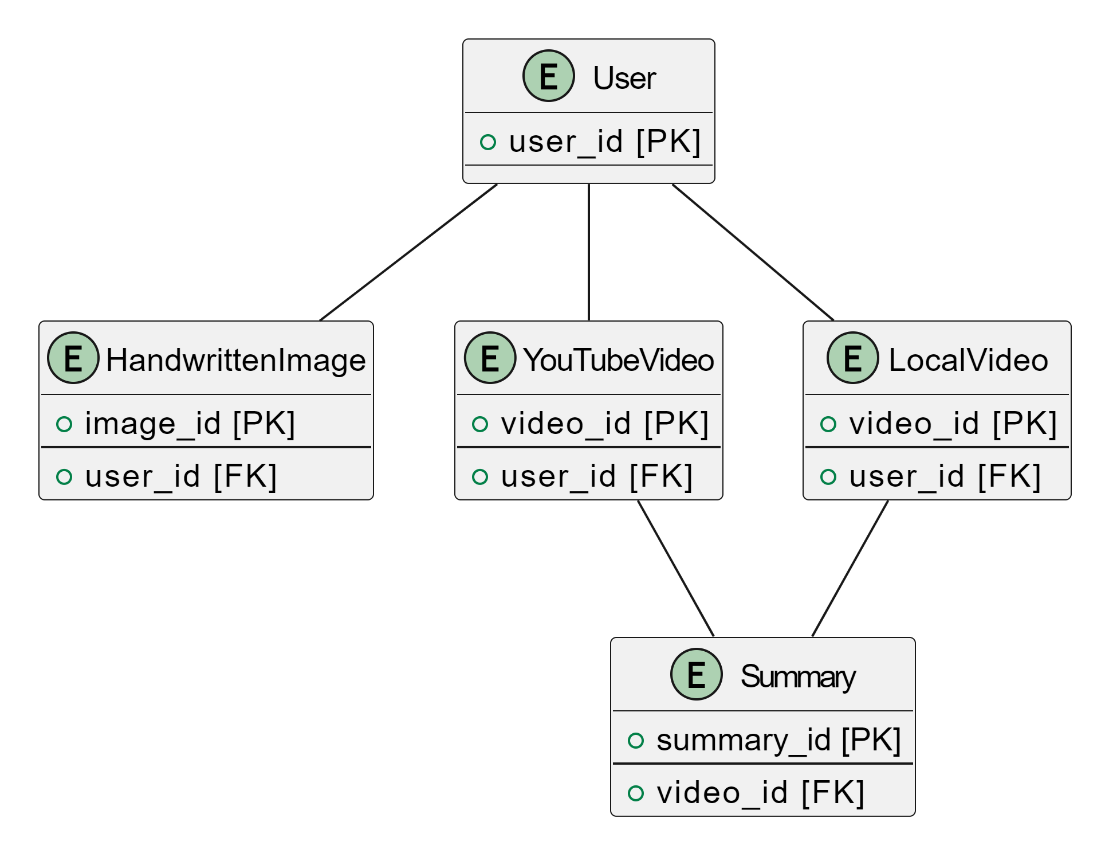 E User
user_id [PK]
E HandwrittenImage
image_id [PK]
user_id [FK]
E YouTubeVideo
video_id [PK]
user_id [FK]
E LocalVideo
video_id [PK]
user_id [FK]
E Summary
summary_id [PK]
video_id [FK]